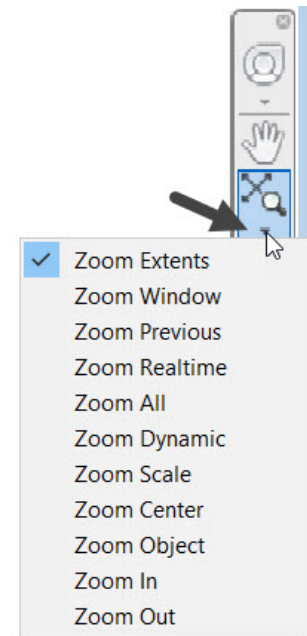 Zoom Extents
Zoom Window
Zoom Previous
Zoom Realtime
Zoom All
Zoom Dynamic
Zoom Scale
Zoom Center
Zoom Object
Zoom In
Zoom Out